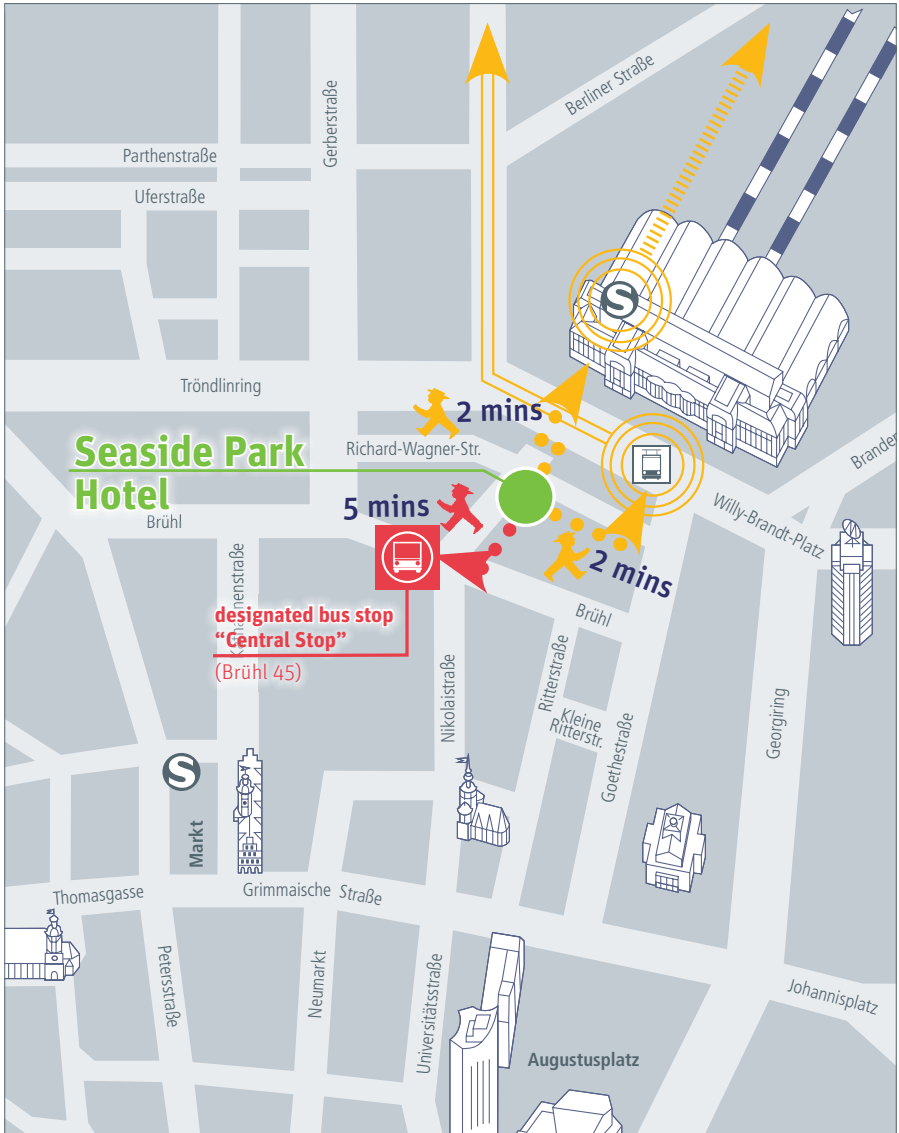 Berliner Straße
Gerberstraße
Parthenstraße
Uferstraße
S
Tröndlinring
2 mins
Richard-Wagner-Str.
Seaside Park
Hotel
5 mins
Brühl
Willy-Brandt-Platz
2 mins
designated bus stop
“Central Stop”
(Brühl 45)
Brühl
Nikolaistraße
Ritterstraße
Kleine
Ritterstr.
Goethestraße
Georgiring
S
Markt
Thomasgasse
Grimmaische Straße
Petersstraße
Neumarkt
Universitätsstraße
Johannisplatz
Augustusplatz